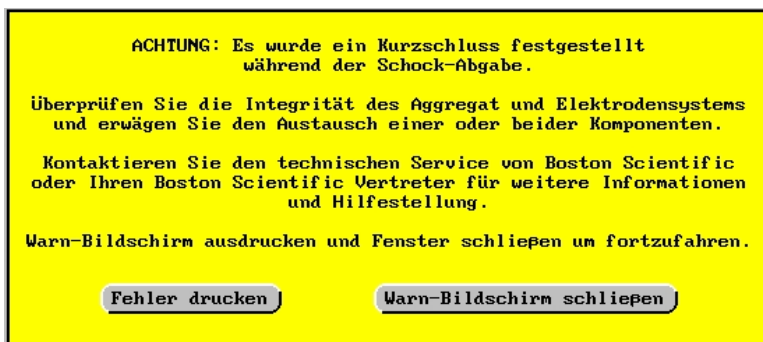 ACHTUNG: Es wurde ein Kurzschluss festgestellt
während der Schock-Abgabe.
Überprüfen Sie die Integrität des Aggregat und Elektrodensystems
und erwägen Sie den Austausch einer oder beider Komponenten.
Kontaktieren Sie den technischen Service von Boston Scientific
oder Ihren Boston Scientific Vertreter für weitere Informationen
und Hilfestellung.
Warn-Bildschirm ausdrucken und Fenster schließen um fortzufahren.
Fehler drucken
Warn-Bildschirm schließen